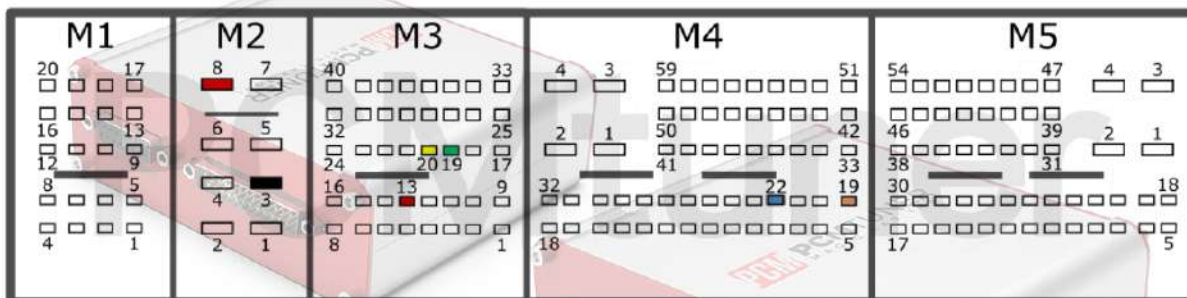 M1 M2 M3 M4 M5
20 17 8 7 40 33 4 3 59 51 54 47 4 3
16 13 6 5 32 25 2 1 50 42 46 39 2 1
12 9 24 20 19 17 41 33 38 31
8 5 4 3 16 13 9 32 22 19 30 18
4 1 2 1 8 1 18 5 17 5
PCMtuner
PCM PCMTUNER